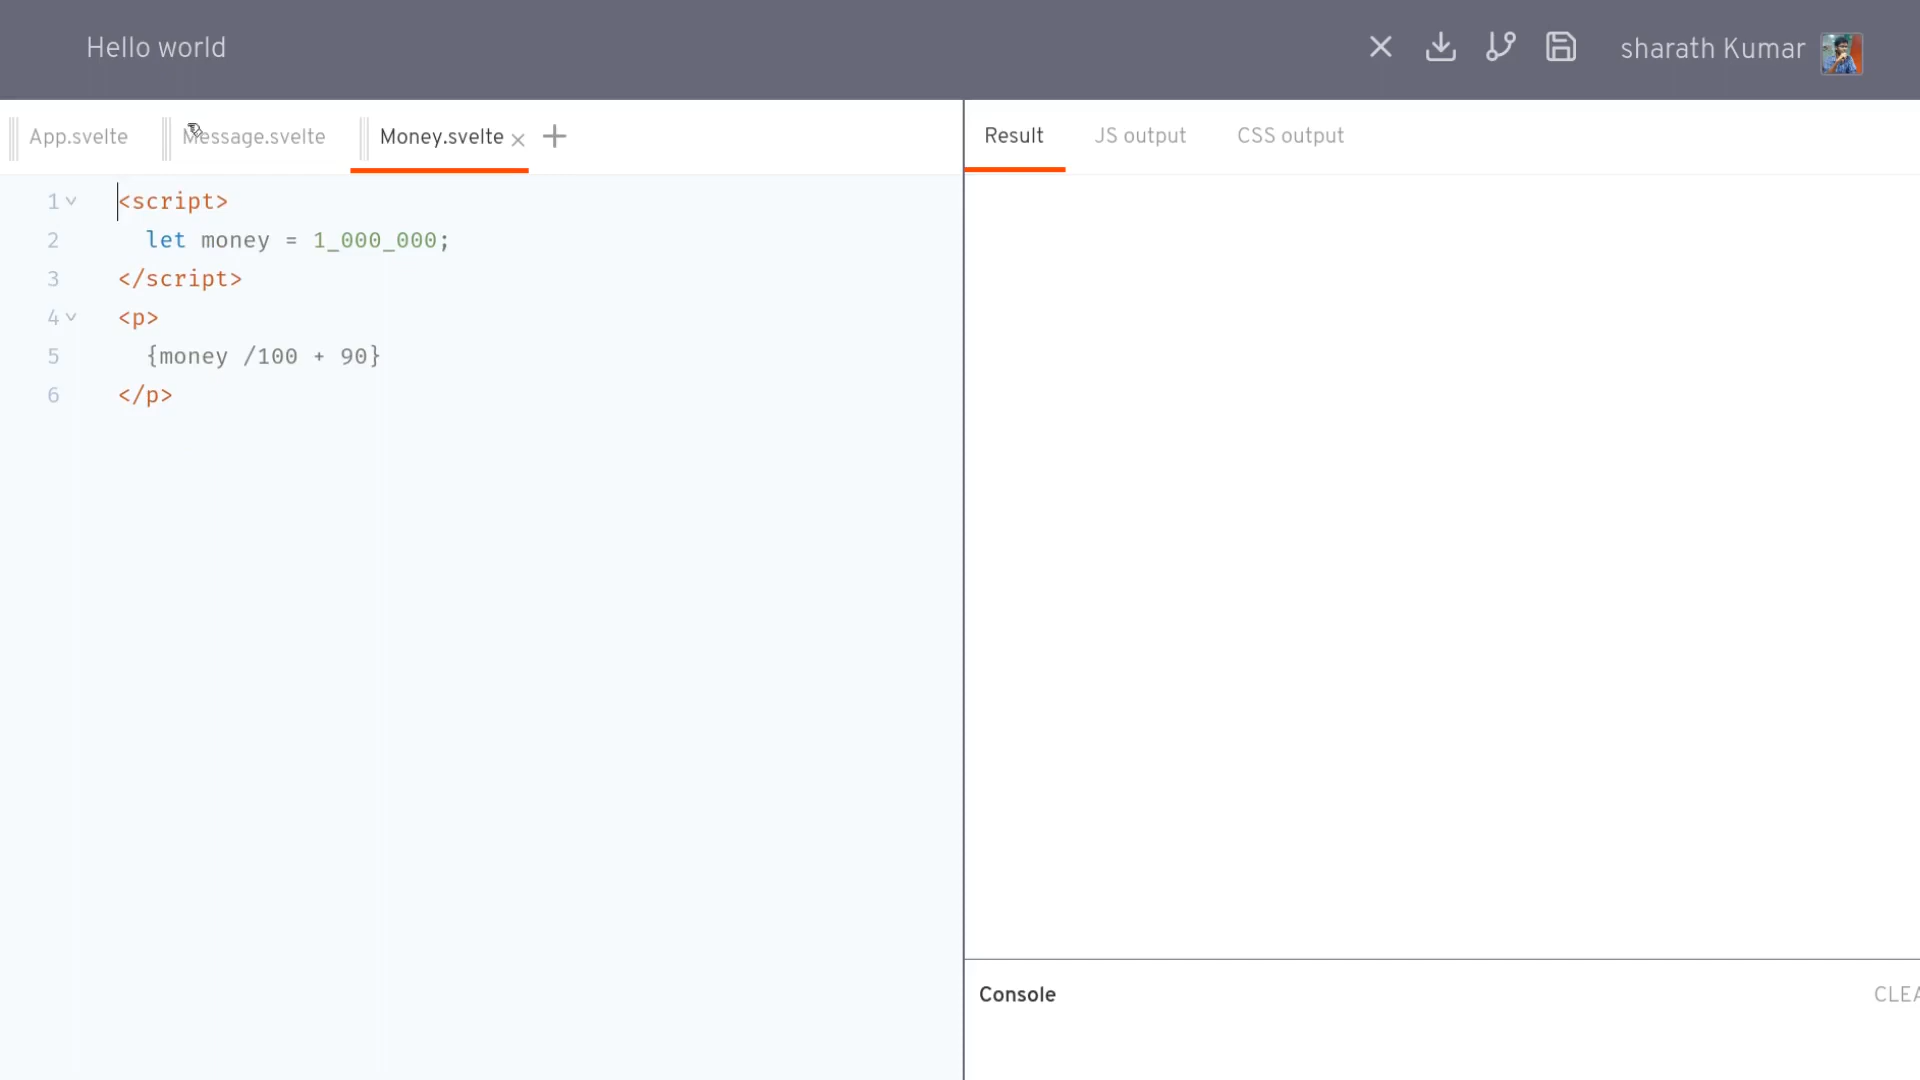 Hello world
sharath Kumar
App.svelte Message.svelte Money.svelte
Result JS output CSS output
1 <script>
2 let money = 1_000_000;
3 </script>
4 <p>
5 {money /100 + 90}
6 </p>
Console
CLEA